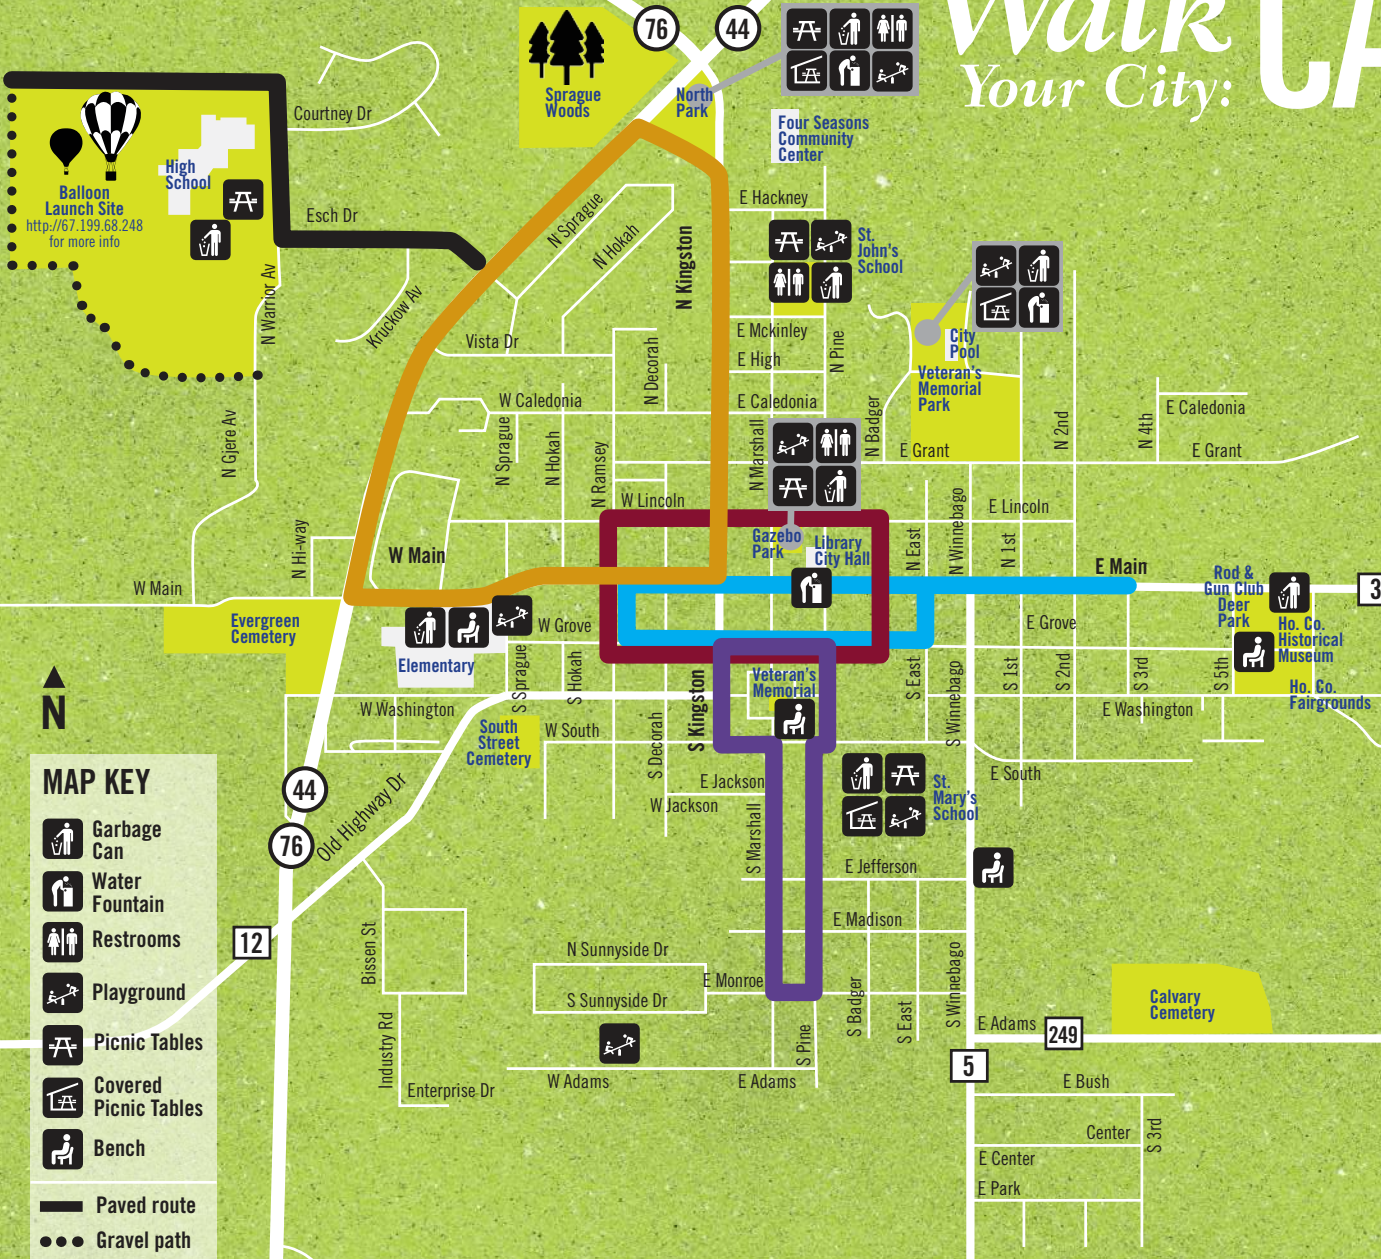 Walk
Your City:
CA
76
44
North
Park
Sprague
Woods
Four Seasons
Community
Center
Courtney Dr
High
School
Balloon
Launch Site
http://67.199.68.248
for more info
Esch Dr
N Sprague
N Hokah
N Kingston
E Hackney
St.
John's
School
N Warrior Av
Kruckow Av
Vista Dr
E Mckinley
E High
N Pine
City
Pool
Veteran's
Memorial
Park
N Decorah
W Caledonia
E Caledonia
N Marshall
N Badger
N 2nd
N 4th
E Caledonia
E Grant
E Grant
N Gjere Av
N Sprague
N Hokah
N Ramsey
W Lincoln
E Lincoln
N Hi-way
W Main
Gazebo
Park
Library
City Hall
N East
N Winnebago
N 1st
E Main
Rod &
Gun Club
Deer
Park
3
W Main
Evergreen
Cemetery
Elementary
W Grove
E Grove
Ho. Co.
Historical
Museum
Ho. Co.
Fairgrounds
N
W Washington
S Sprague
S Hokah
S Kingston
Veteran's
Memorial
S East
S Winnebago
S 1st
S 2nd
S 3rd
S 5th
E Washington
South
Street
Cemetery
W South
S Decorah
E South
E Jackson
W Jackson
St.
Mary's
School
MAP KEY
Garbage
Can
Water
Fountain
Restrooms
Playground
Picnic Tables
Covered
Picnic Tables
Bench
Paved route
Gravel path
44
76
Old Highway Dr
S Marshall
E Jefferson
E Madison
12
Bissen St
N Sunnyside Dr
S Sunnyside Dr
E Monroe
S Badger
S East
S Winnebago
Calvary
Cemetery
E Adams
249
Industry Rd
Enterprise Dr
W Adams
E Adams
S Pine
5
E Bush
Center
S 3rd
E Center
E Park